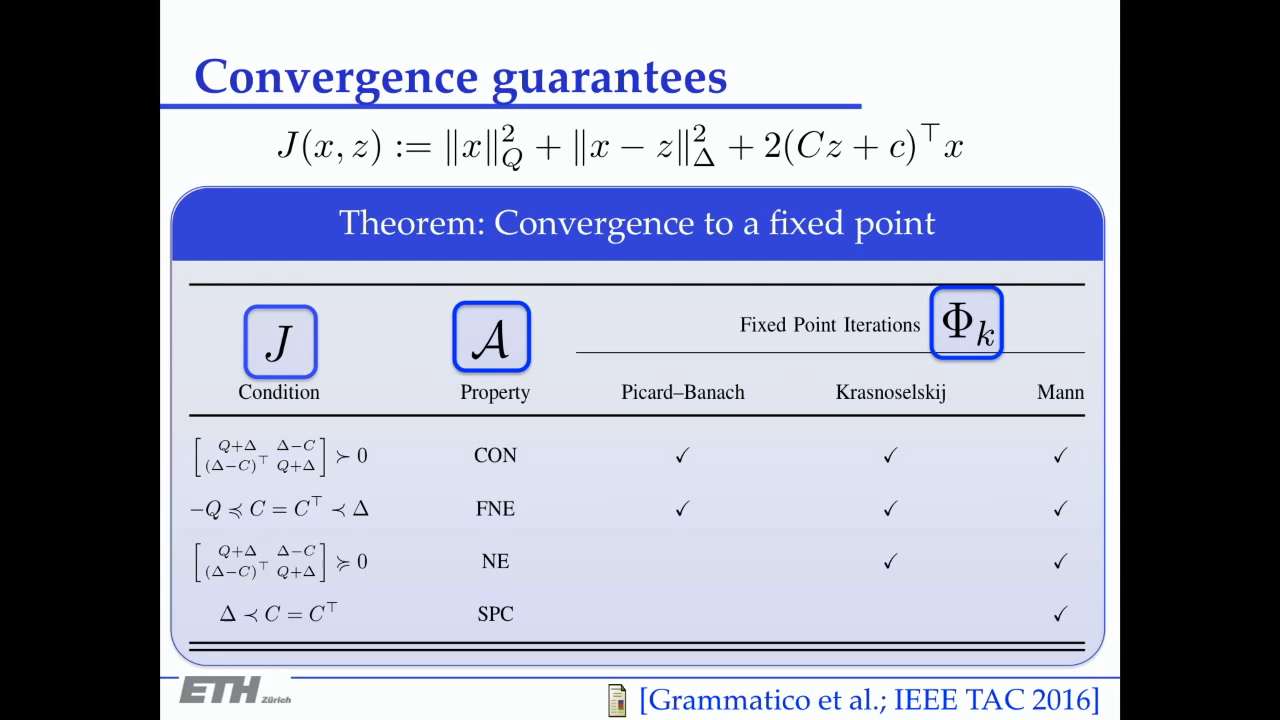 Convergence guarantees
J(x, z) := ‖x‖²_Q + ‖x − z‖²_Δ + 2(Cz + c)^⊤ x
Theorem: Convergence to a fixed point
J 𝒜 Fixed Point Iterations Φ_k
Condition Property Picard–Banach Krasnoselskij Mann
[ Q+Δ Δ−C ; (Δ−C)^⊤ Q+Δ ] ≻ 0 CON ✓ ✓ ✓
−Q ≼ C = C^⊤ ≺ Δ FNE ✓ ✓ ✓
[ Q+Δ Δ−C ; (Δ−C)^⊤ Q+Δ ] ≽ 0 NE ✓ ✓
Δ ≺ C = C^⊤ SPC ✓
ETH Zürich
[Grammatico et al.; IEEE TAC 2016]